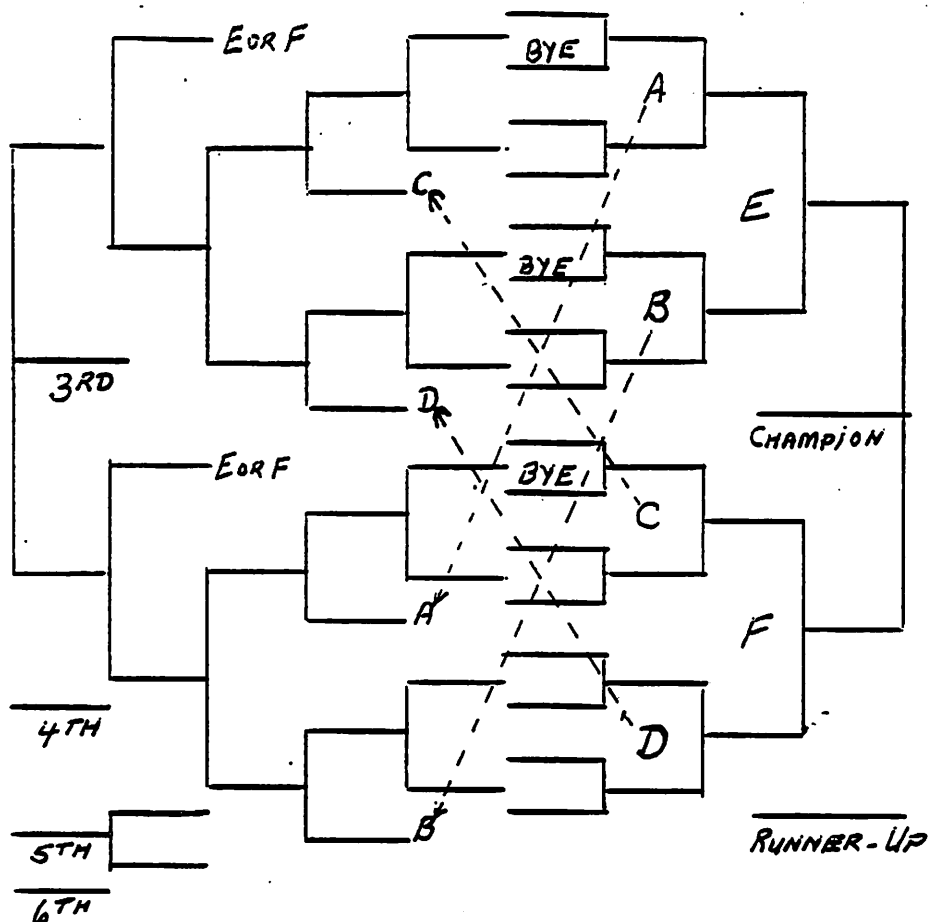 E OR F
BYE
A
C
E
BYE
B
3RD
D
CHAMPION
E OR F
BYE
C
A
F
4TH
D
B
5TH
RUNNER-UP
6TH